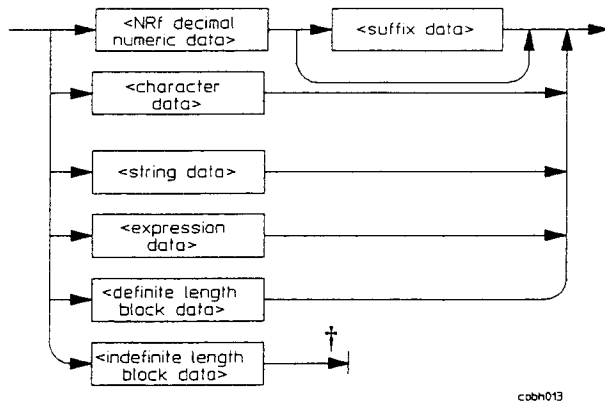 <NRf decimal
numeric data>
<suffix data>
<character
data>
<string data>
<expression
data>
<definite length
block data>
<indefinite length
block data>
†
cobh013